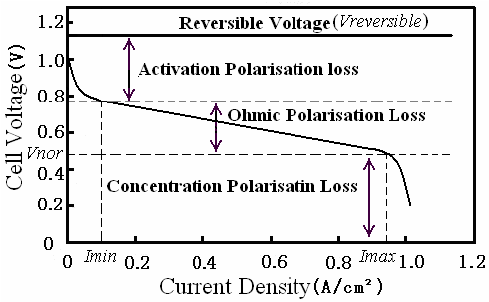 Reversible Voltage(Vreversible)
1.2
1.0
Activation Polarisation loss
0.8
Ohmic Polarisation Loss
0.6
Vnor
0.4
Concentration Polarisatin Loss
0.2
0
Cell Voltage(V)
0
Imin
0.2
0.4
0.6
0.8
Imax
1.0
1.2
Current Density(A/cm²)